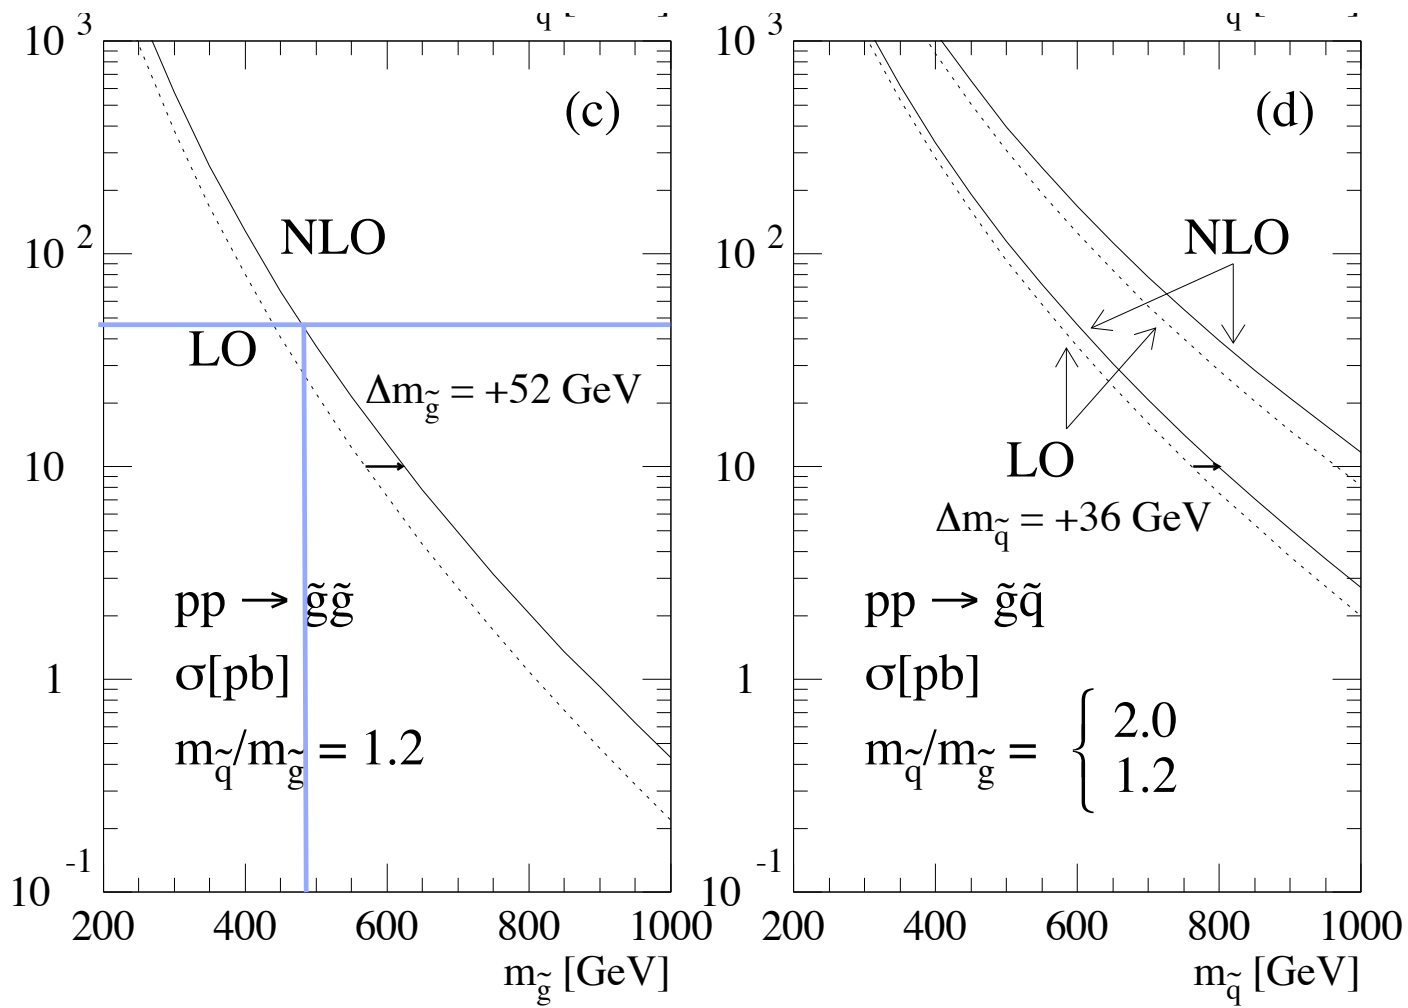 10 3
10 2
10
1
10 -1
200 400 600 800 1000
m g̃ [GeV]
(c)
NLO
LO
Δm g̃ = +52 GeV
pp → g̃g̃
σ[pb]
m q̃/m g̃ = 1.2
10 3
10 2
10
1
10 -1
200 400 600 800 1000
m q̃ [GeV]
(d)
NLO
LO
Δm q̃ = +36 GeV
pp → g̃q̃
σ[pb]
m q̃/m g̃ = { 2.0
1.2